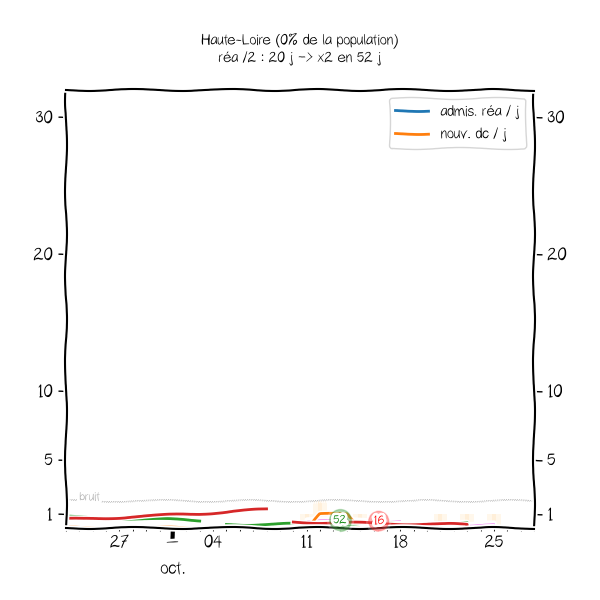 Haute-Loire (0% de la population)
réa /2 : 20 j -> x2 en 52 j
admis. réa / j
nouv. dc / j
30
30
20
20
10
10
5
5
bruit
1
52
16
1
27
04
11
18
25
oct.